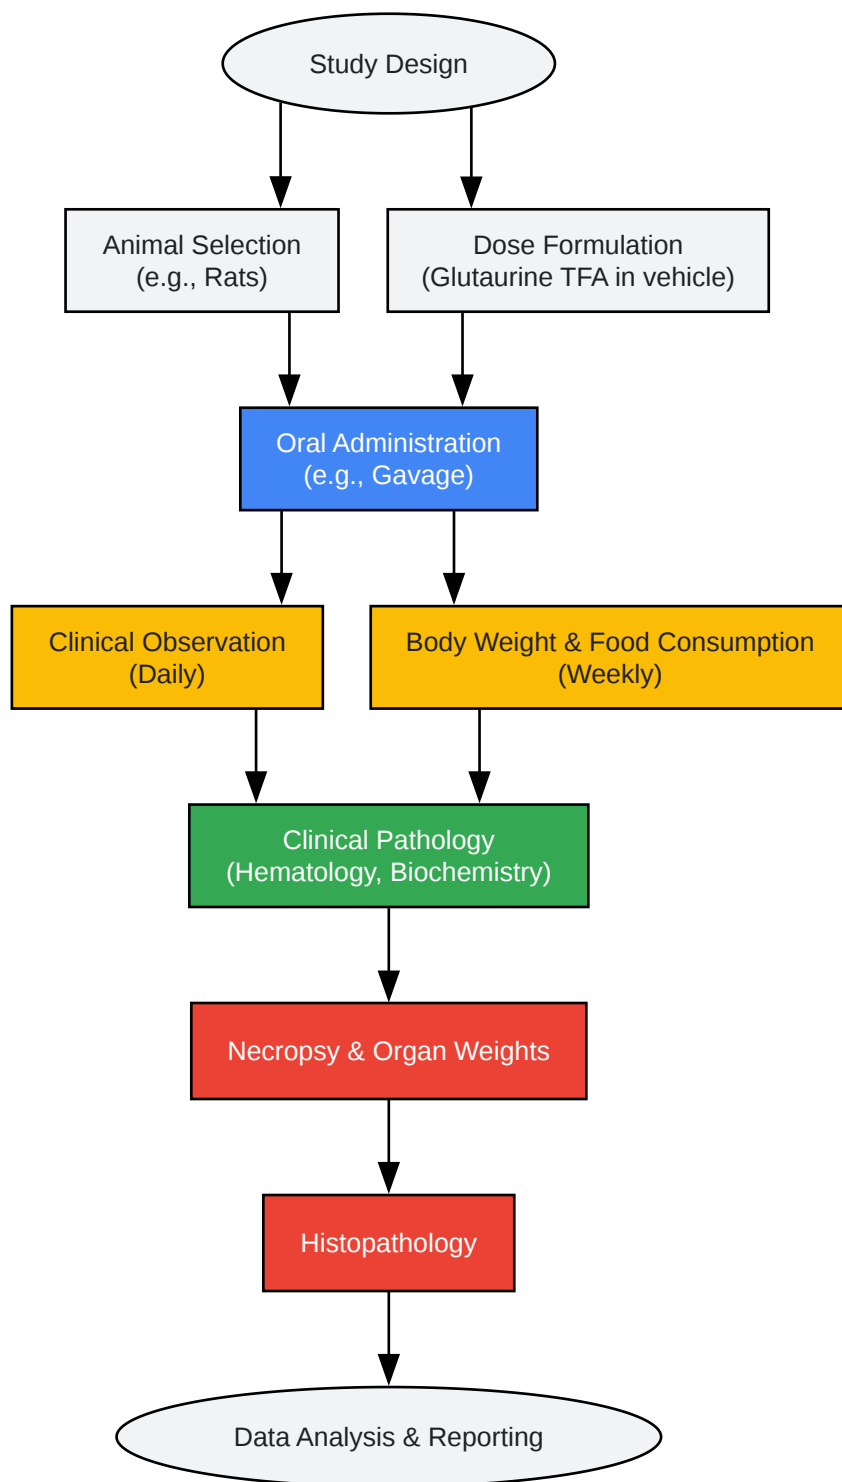 Study Design
Animal Selection
(e.g., Rats)
Dose Formulation
(Glutaurine TFA in vehicle)
Oral Administration
(e.g., Gavage)
Clinical Observation
(Daily)
Body Weight & Food Consumption
(Weekly)
Clinical Pathology
(Hematology, Biochemistry)
Necropsy & Organ Weights
Histopathology
Data Analysis & Reporting